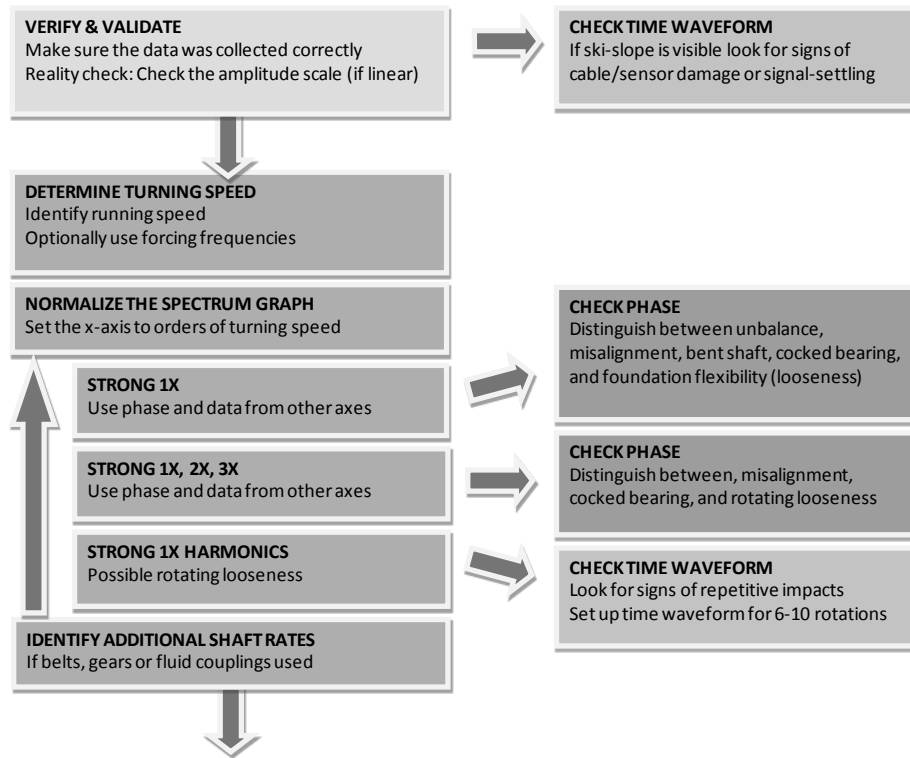 VERIFY & VALIDATE
Make sure the data was collected correctly
Reality check: Check the amplitude scale (if linear)
CHECK TIME WAVEFORM
If ski-slope is visible look for signs of
cable/sensor damage or signal-settling
DETERMINE TURNING SPEED
Identify running speed
Optionally use forcing frequencies
NORMALIZE THE SPECTRUM GRAPH
Set the x-axis to orders of turning speed
STRONG 1X
Use phase and data from other axes
CHECK PHASE
Distinguish between unbalance,
misalignment, bent shaft, cocked bearing,
and foundation flexibility (looseness)
STRONG 1X, 2X, 3X
Use phase and data from other axes
CHECK PHASE
Distinguish between, misalignment,
cocked bearing, and rotating looseness
STRONG 1X HARMONICS
Possible rotating looseness
CHECK TIME WAVEFORM
Look for signs of repetitive impacts
Set up time waveform for 6-10 rotations
IDENTIFY ADDITIONAL SHAFT RATES
If belts, gears or fluid couplings used